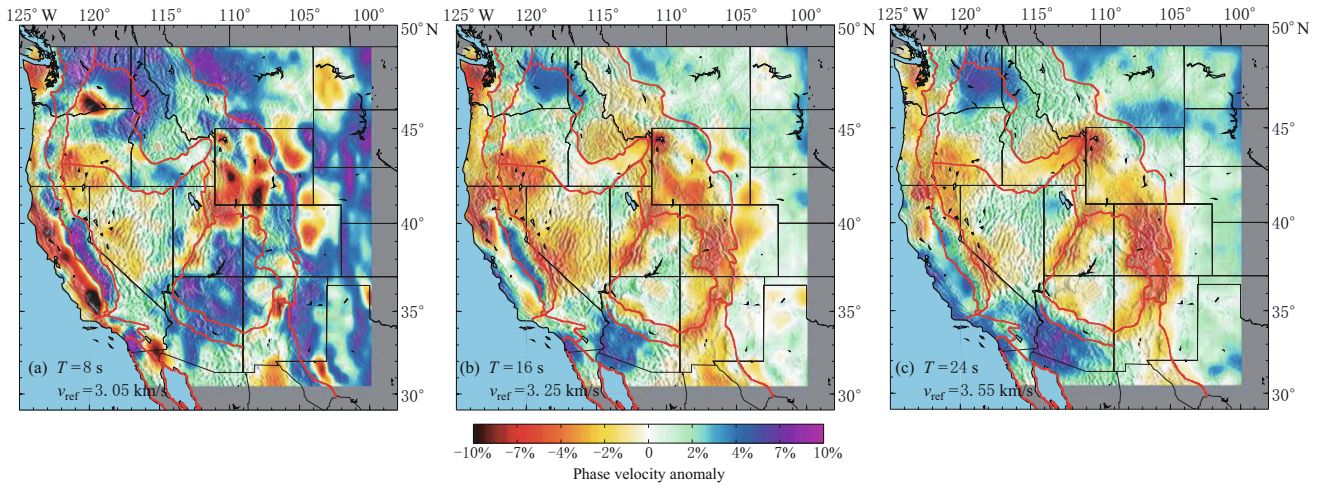 125° W 120° 115° 110° 105° 100° 50° N
45°
40°
35°
30°
(a) T=8 s
v_ref=3.05 km/s
125° W 120° 115° 110° 105° 100° 50° N
45°
40°
35°
30°
(b) T=16 s
v_ref=3.25 km/s
125° W 120° 115° 110° 105° 100° 50° N
45°
40°
35°
30°
(c) T=24 s
v_ref=3.55 km/s
−10% −7% −4% −2% 0 2% 4% 7% 10%
Phase velocity anomaly